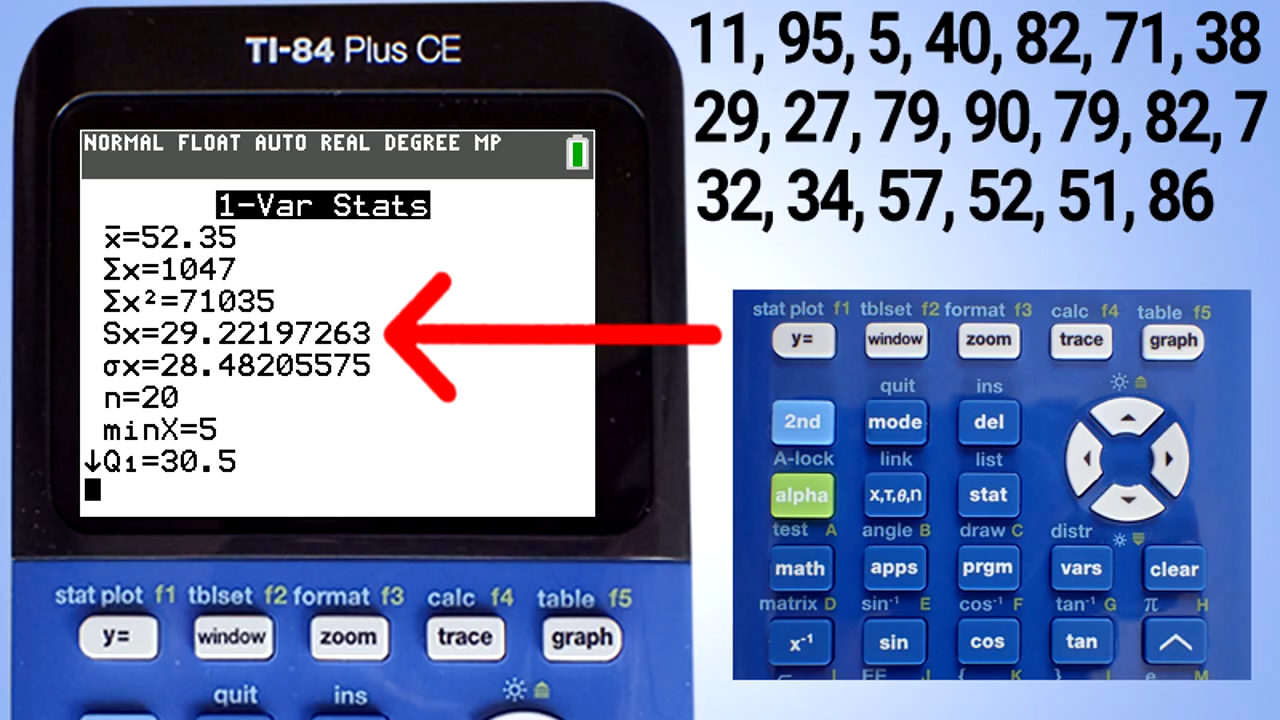 TI-84 Plus CE
NORMAL FLOAT AUTO REAL DEGREE MP
1-Var Stats
x̄=52.35
Σx=1047
Σx²=71035
Sx=29.22197263
σx=28.48205575
n=20
minX=5
↓Q₁=30.5
stat plot f1 tblset f2 format f3 calc f4 table f5
y= window zoom trace graph
quit ins
11, 95, 5, 40, 82, 71, 38
29, 27, 79, 90, 79, 82, 7
32, 34, 57, 52, 51, 86
stat plot f1 tblset f2 format f3 calc f4 table f5
y= window zoom trace graph
quit ins
2nd mode del
A-lock link list
alpha x,T,θ,n stat
test A angle B draw C distr
math apps prgm vars clear
matrix D sin⁻¹ E cos⁻¹ F tan⁻¹ G π H
x⁻¹ sin cos tan ^